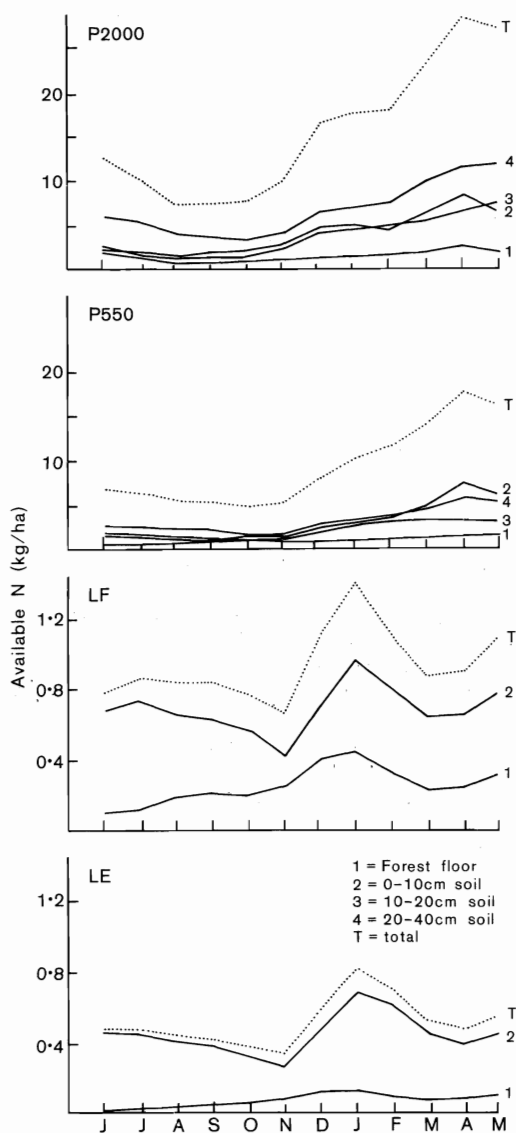 P2000
T
20
4
3
10
2
1
P550
20
T
10
2
4
3
1
Available N (kg/ha)
LF
1·2
T
0·8
2
0·4
1
LE
1 = Forest floor
2 = 0–10cm soil
3 = 10–20cm soil
4 = 20–40cm soil
T = total
1·2
0·8
T
2
0·4
1
J J A S O N D J F M A M